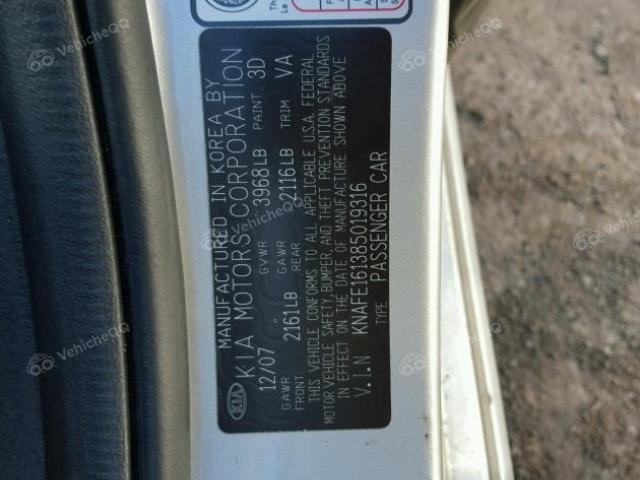 MANUFACTURED IN KOREA BY
KIA KIA MOTORS CORPORATION
12/07 GVWR 3968LB PAINT 3D
GAWR FRONT 2161LB GAWR REAR 2116LB TRIM VA
THIS VEHICLE CONFORMS TO ALL APPLICABLE U.S.A. FEDERAL
MOTOR VEHICLE SAFETY, BUMPER, AND THEFT PREVENTION STANDARDS
IN EFFECT ON THE DATE OF MANUFACTURE SHOWN ABOVE
V.I.N KNAFE161385019316
TYPE PASSENGER CAR
VehicleQQ